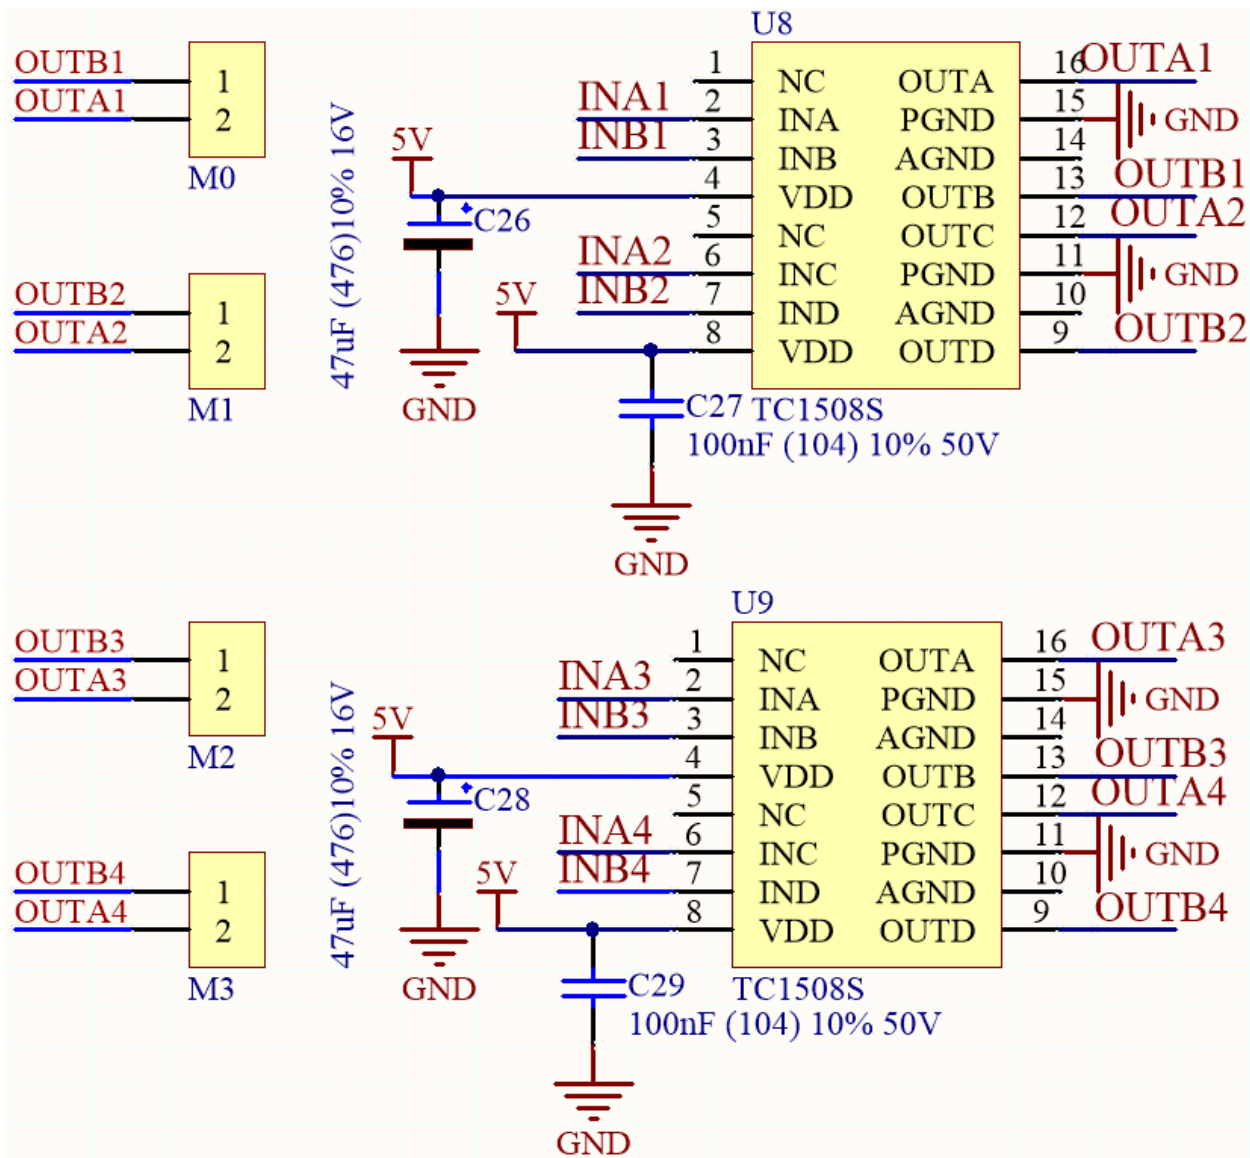 OUTB1
OUTA1
1
2
M0
OUTB2
OUTA2
1
2
M1
47uF (476)10% 16V
5V
C26
GND
5V
C27
100nF (104) 10% 50V
GND
U8
INA1
INB1
INA2
INB2
1 NC OUTA 16 OUTA1
2 INA PGND 15 GND
3 INB AGND 14
4 VDD OUTB 13 OUTB1
5 NC OUTC 12 OUTA2
6 INC PGND 11 GND
7 IND AGND 10
8 VDD OUTD 9 OUTB2
TC1508S
OUTB3
OUTA3
1
2
M2
OUTB4
OUTA4
1
2
M3
47uF (476)10% 16V
5V
C28
GND
5V
C29
100nF (104) 10% 50V
GND
U9
INA3
INB3
INA4
INB4
1 NC OUTA 16 OUTA3
2 INA PGND 15 GND
3 INB AGND 14
4 VDD OUTB 13 OUTB3
5 NC OUTC 12 OUTA4
6 INC PGND 11 GND
7 IND AGND 10
8 VDD OUTD 9 OUTB4
TC1508S